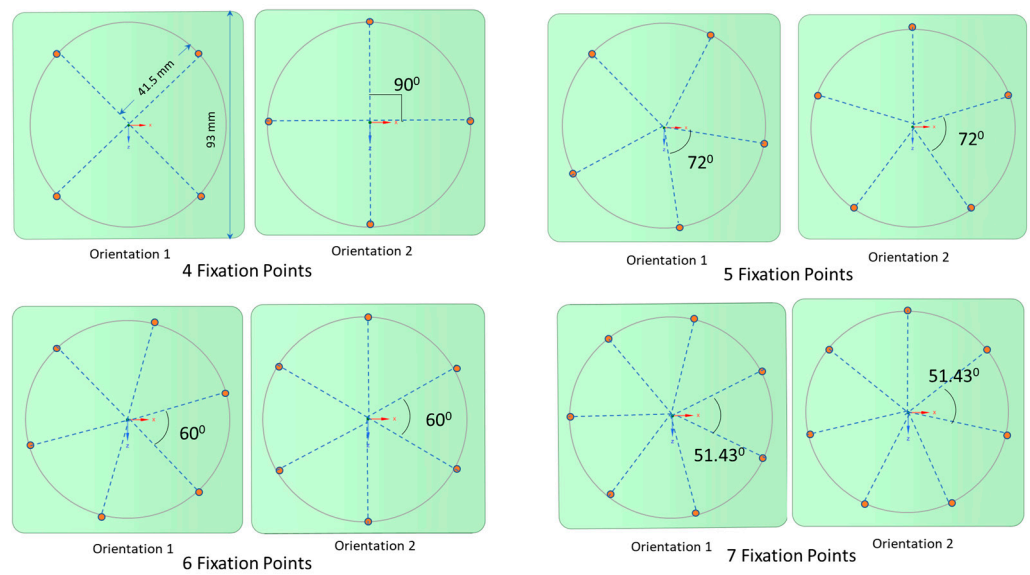 41.5 mm
93 mm
90⁰
72⁰
72⁰
Orientation 1
Orientation 2
4 Fixation Points
Orientation 1
Orientation 2
5 Fixation Points
60⁰
60⁰
51.43⁰
51.43⁰
Orientation 1
Orientation 2
6 Fixation Points
Orientation 1
Orientation 2
7 Fixation Points